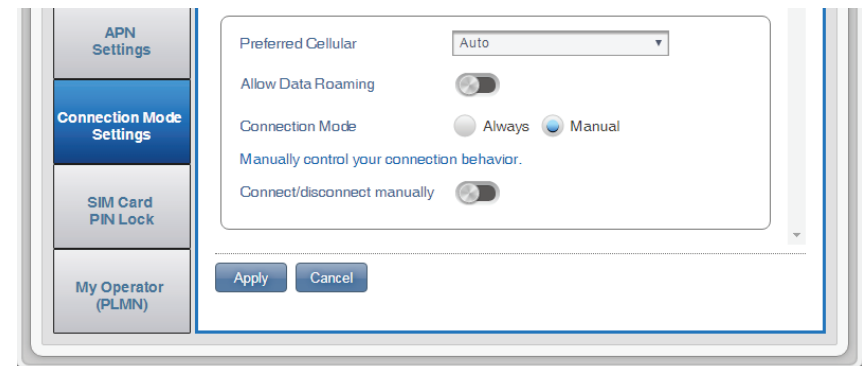 APN
Settings
Connection Mode
Settings
SIM Card
PIN Lock
My Operator
(PLMN)
Preferred Cellular Auto
Allow Data Roaming
Connection Mode Always Manual
Manually control your connection behavior.
Connect/disconnect manually
Apply Cancel